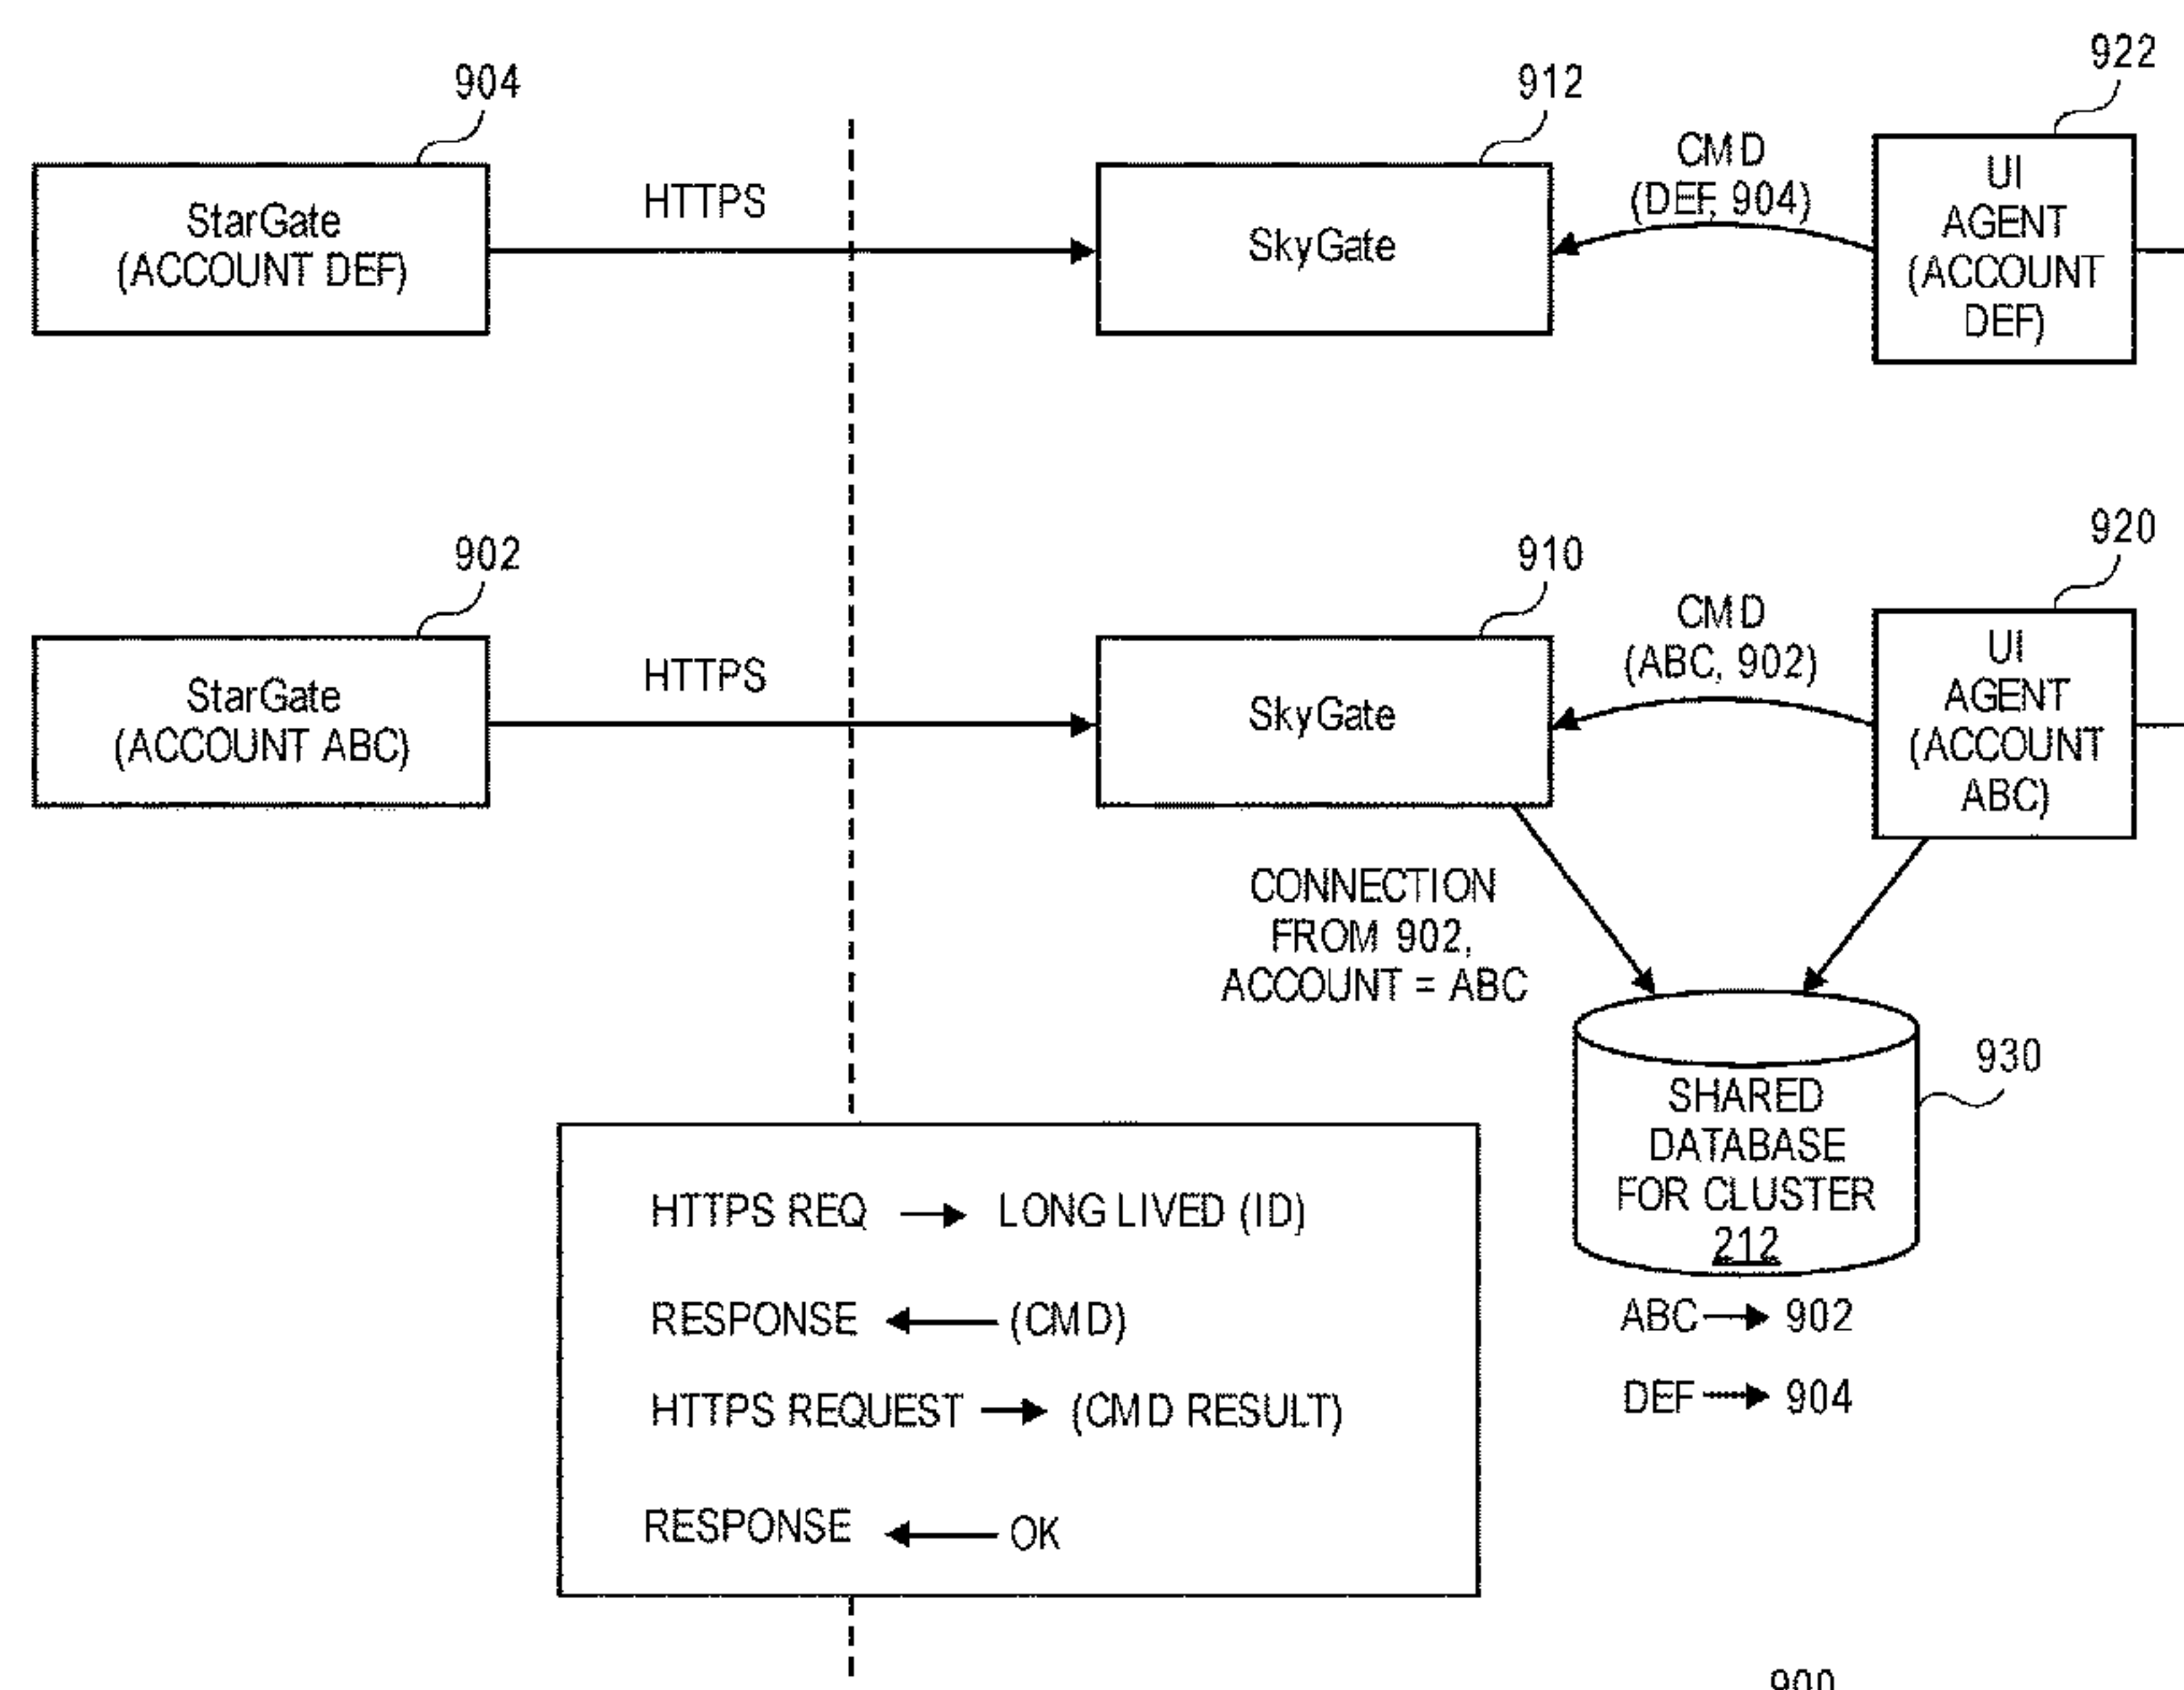 904
912
922
StarGate
(ACCOUNT DEF)
HTTPS
SkyGate
CMD
(DEF, 904)
UI
AGENT
(ACCOUNT
DEF)
902
910
920
StarGate
(ACCOUNT ABC)
HTTPS
SkyGate
CMD
(ABC, 902)
UI
AGENT
(ACCOUNT
ABC)
CONNECTION
FROM 902,
ACCOUNT = ABC
930
SHARED
DATABASE
FOR CLUSTER
212
ABC → 902
DEF → 904
HTTPS REQ → LONG LIVED (ID)
RESPONSE ← (CMD)
HTTPS REQUEST → (CMD RESULT)
RESPONSE ← OK
900